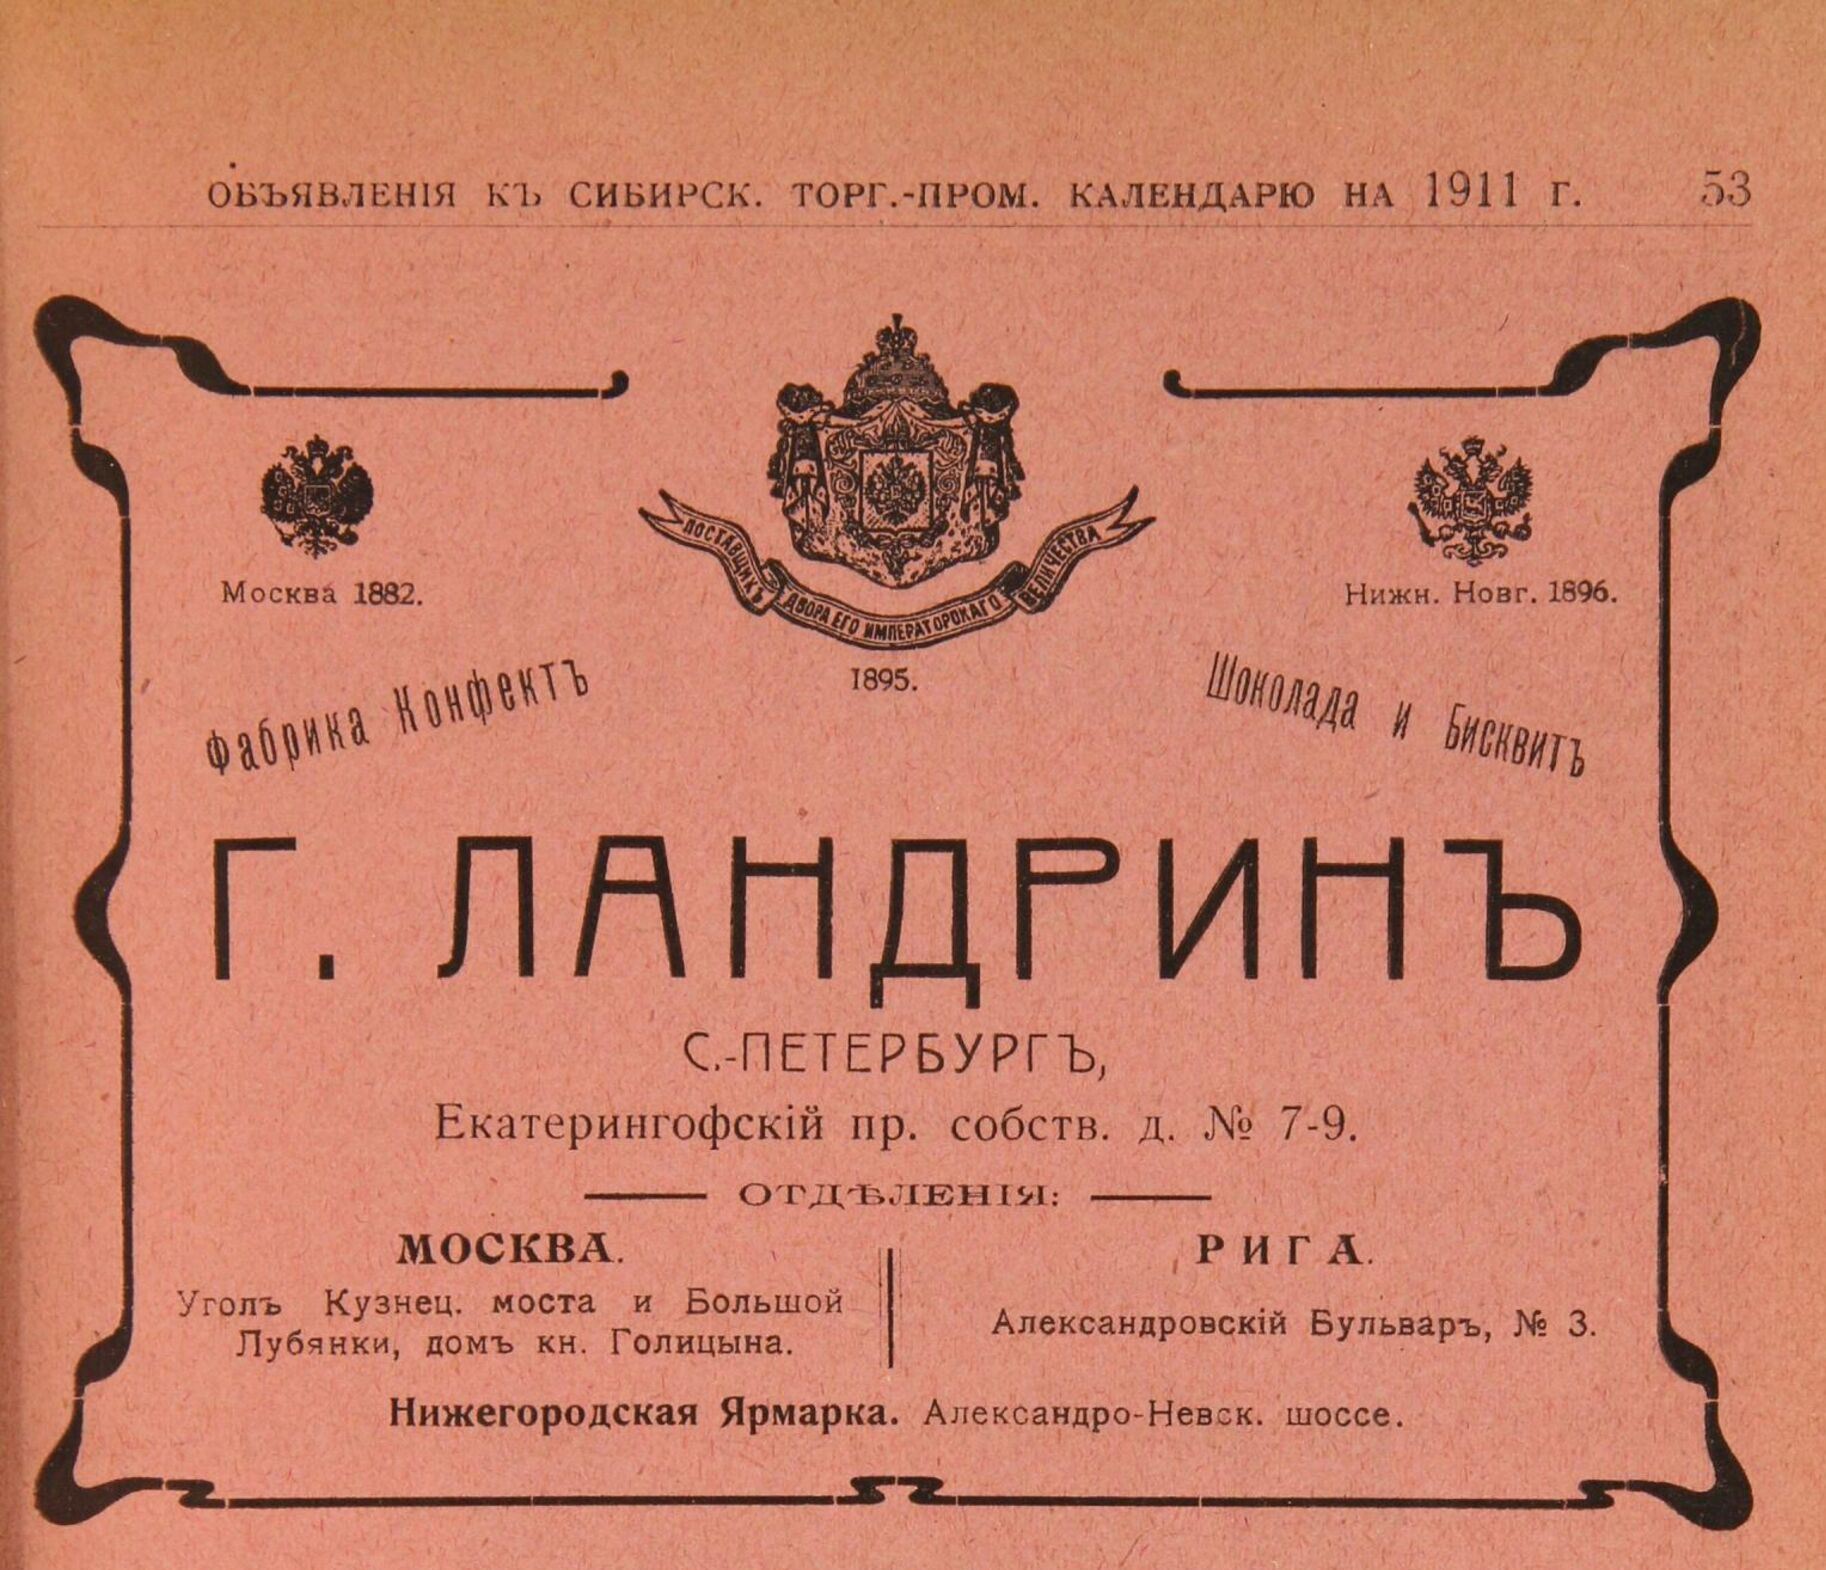 ОБЪЯВЛЕНІЯ КЪ СИБИРСК. ТОРГ.-ПРОМ. КАЛЕНДАРЮ НА 1911 Г. 53
ПОСТАВЩИКЪ ДВОРА ЕГО ИМПЕРАТОРСКАГО ВЕЛИЧЕСТВА
Москва 1882.
Нижн. Новг. 1896.
1895.
Фабрика Конфектъ
Шоколада и Бисквитъ
Г. ЛАНДРИНЪ
С.-ПЕТЕРБУРГЪ,
Екатерингофскій пр. собств. д. № 7-9.
ОТДѢЛЕНІЯ:
МОСКВА.
Уголъ Кузнец. моста и Большой
Лубянки, домъ кн. Голицына.
РИГА.
Александровскій Бульваръ, № 3.
Нижегородская Ярмарка. Александро-Невск. шоссе.